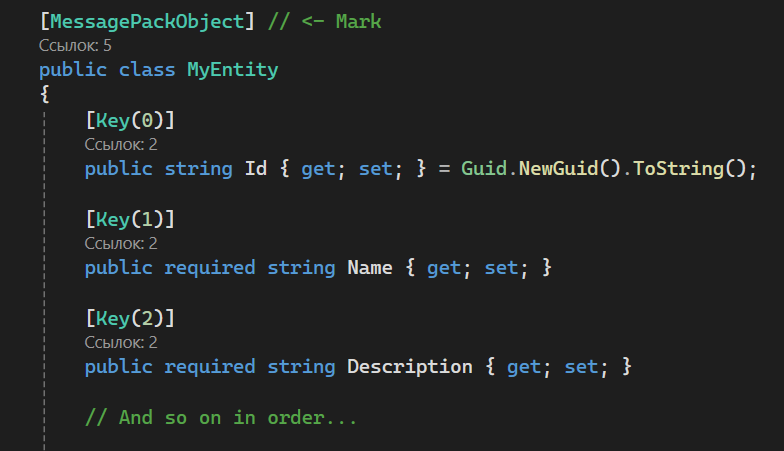 [MessagePackObject] // <- Mark
Ссылок: 5
public class MyEntity
{
[Key(0)]
Ссылок: 2
public string Id { get; set; } = Guid.NewGuid().ToString();
[Key(1)]
Ссылок: 2
public required string Name { get; set; }
[Key(2)]
Ссылок: 2
public required string Description { get; set; }
// And so on in order...